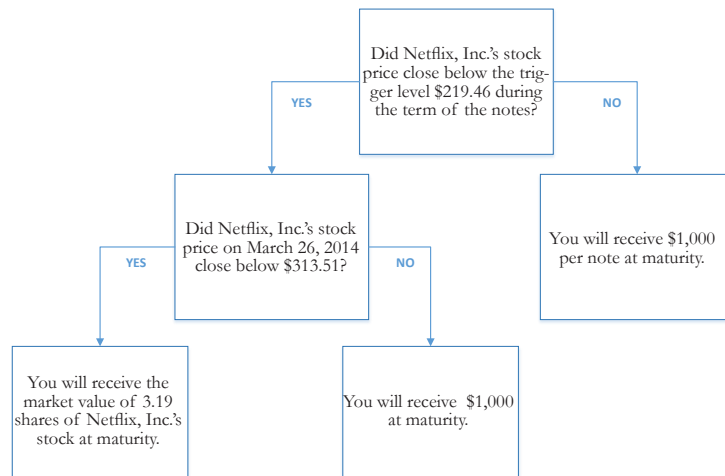 Did Netflix, Inc.'s stock
price close below the trig-
ger level $219.46 during
the term of the notes?
YES
NO
Did Netflix, Inc.'s stock
price on March 26, 2014
close below $313.51?
You will receive $1,000
per note at maturity.
YES
NO
You will receive the
market value of 3.19
shares of Netflix, Inc.'s
stock at maturity.
You will receive $1,000
at maturity.